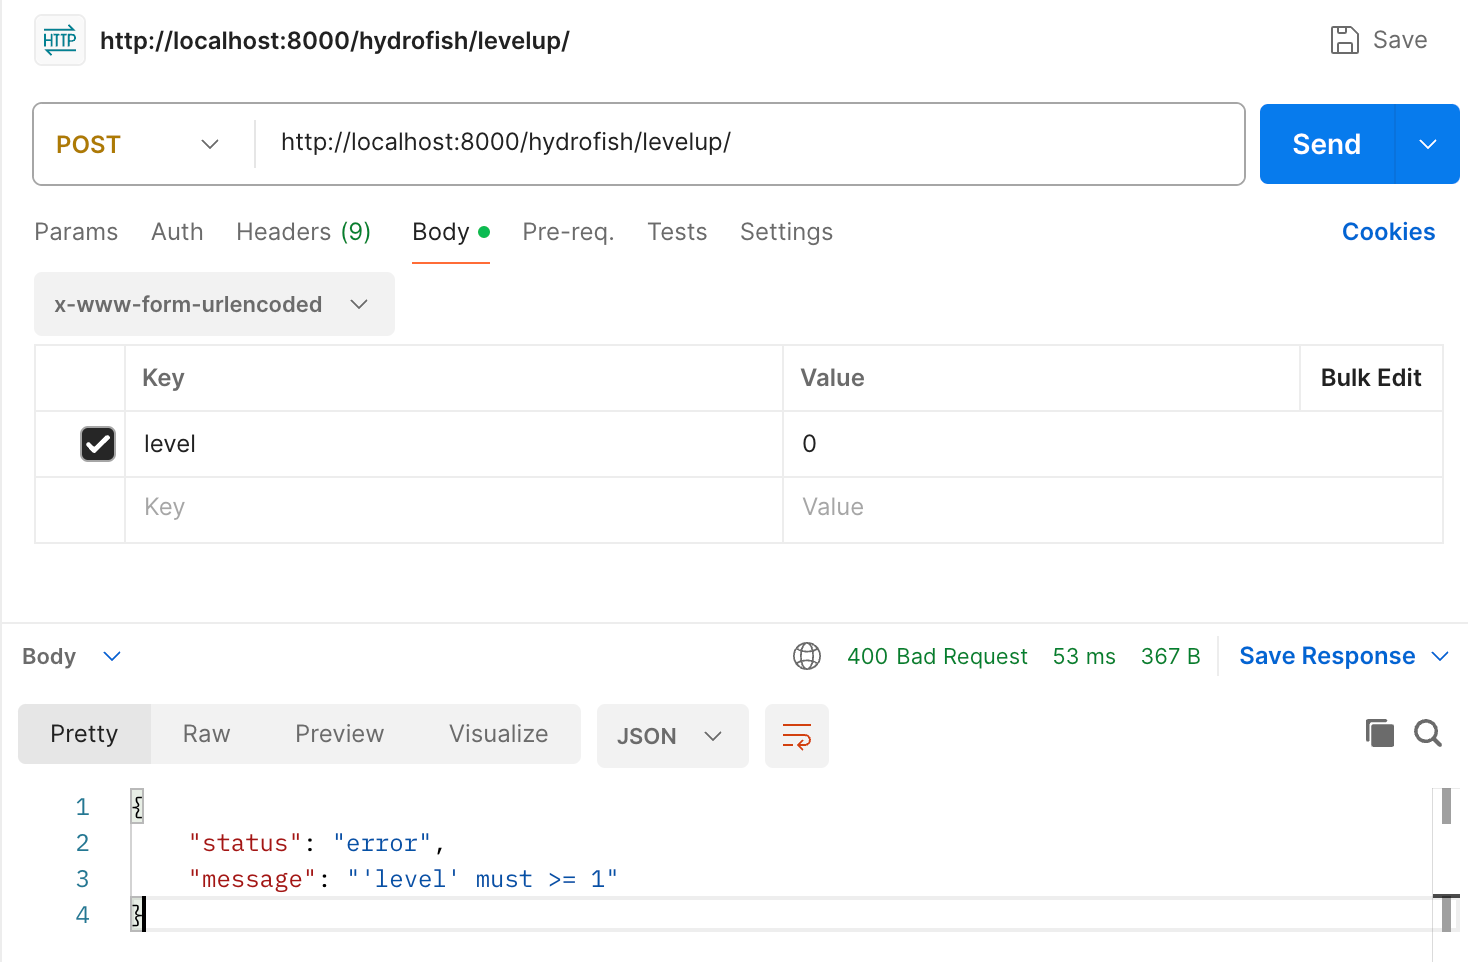 HTTP http://localhost:8000/hydrofish/levelup/ Save
POST http://localhost:8000/hydrofish/levelup/ Send
Params Auth Headers (9) Body Pre-req. Tests Settings Cookies
x-www-form-urlencoded
Key Value Bulk Edit
level 0
Key Value
Body 400 Bad Request 53 ms 367 B Save Response
Pretty Raw Preview Visualize JSON
1 {
2 "status": "error",
3 "message": "'level' must >= 1"
4 }